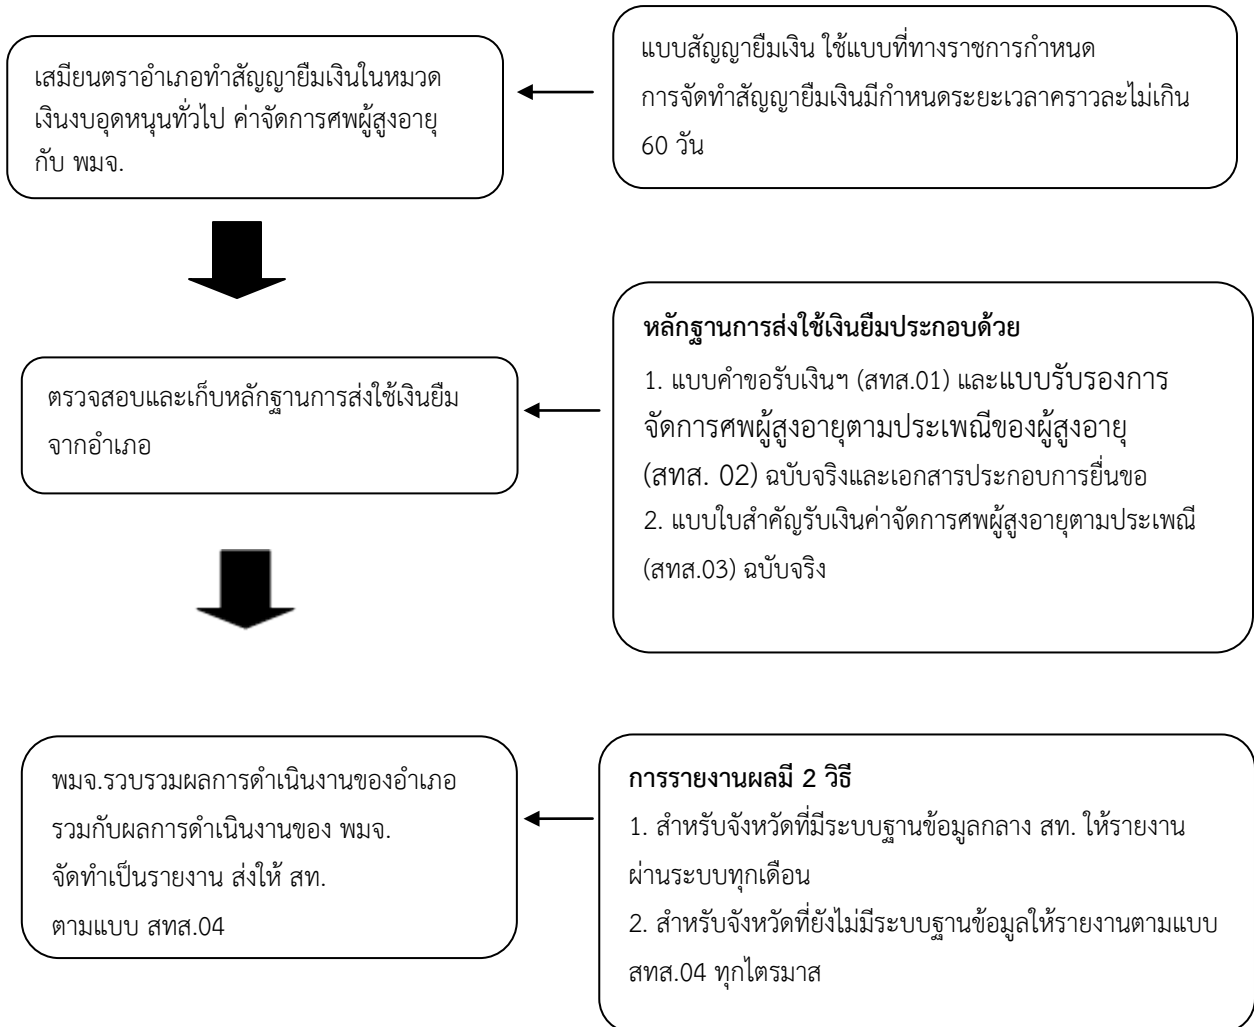 เสมียนตราอำเภอทำสัญญายืมเงินในหมวด
เงินงบอุดหนุนทั่วไป ค่าจัดการศพผู้สูงอายุ
กับ พมจ.
แบบสัญญายืมเงิน ใช้แบบที่ทางราชการกำหนด
การจัดทำสัญญายืมเงินมีกำหนดระยะเวลาคราวละไม่เกิน
60 วัน
ตรวจสอบและเก็บหลักฐานการส่งใช้เงินยืม
จากอำเภอ
หลักฐานการส่งใช้เงินยืมประกอบด้วย
1. แบบคำขอรับเงินฯ (สทส.01) และแบบรับรองการ
จัดการศพผู้สูงอายุตามประเพณีของผู้สูงอายุ
(สทส. 02) ฉบับจริงและเอกสารประกอบการยื่นขอ
2. แบบใบสำคัญรับเงินค่าจัดการศพผู้สูงอายุตามประเพณี
(สทส.03) ฉบับจริง
พมจ.รวบรวมผลการดำเนินงานของอำเภอ
รวมกับผลการดำเนินงานของ พมจ.
จัดทำเป็นรายงาน ส่งให้ สท.
ตามแบบ สทส.04
การรายงานผลมี 2 วิธี
1. สำหรับจังหวัดที่มีระบบฐานข้อมูลกลาง สท. ให้รายงาน
ผ่านระบบทุกเดือน
2. สำหรับจังหวัดที่ยังไม่มีระบบฐานข้อมูลให้รายงานตามแบบ
สทส.04 ทุกไตรมาส